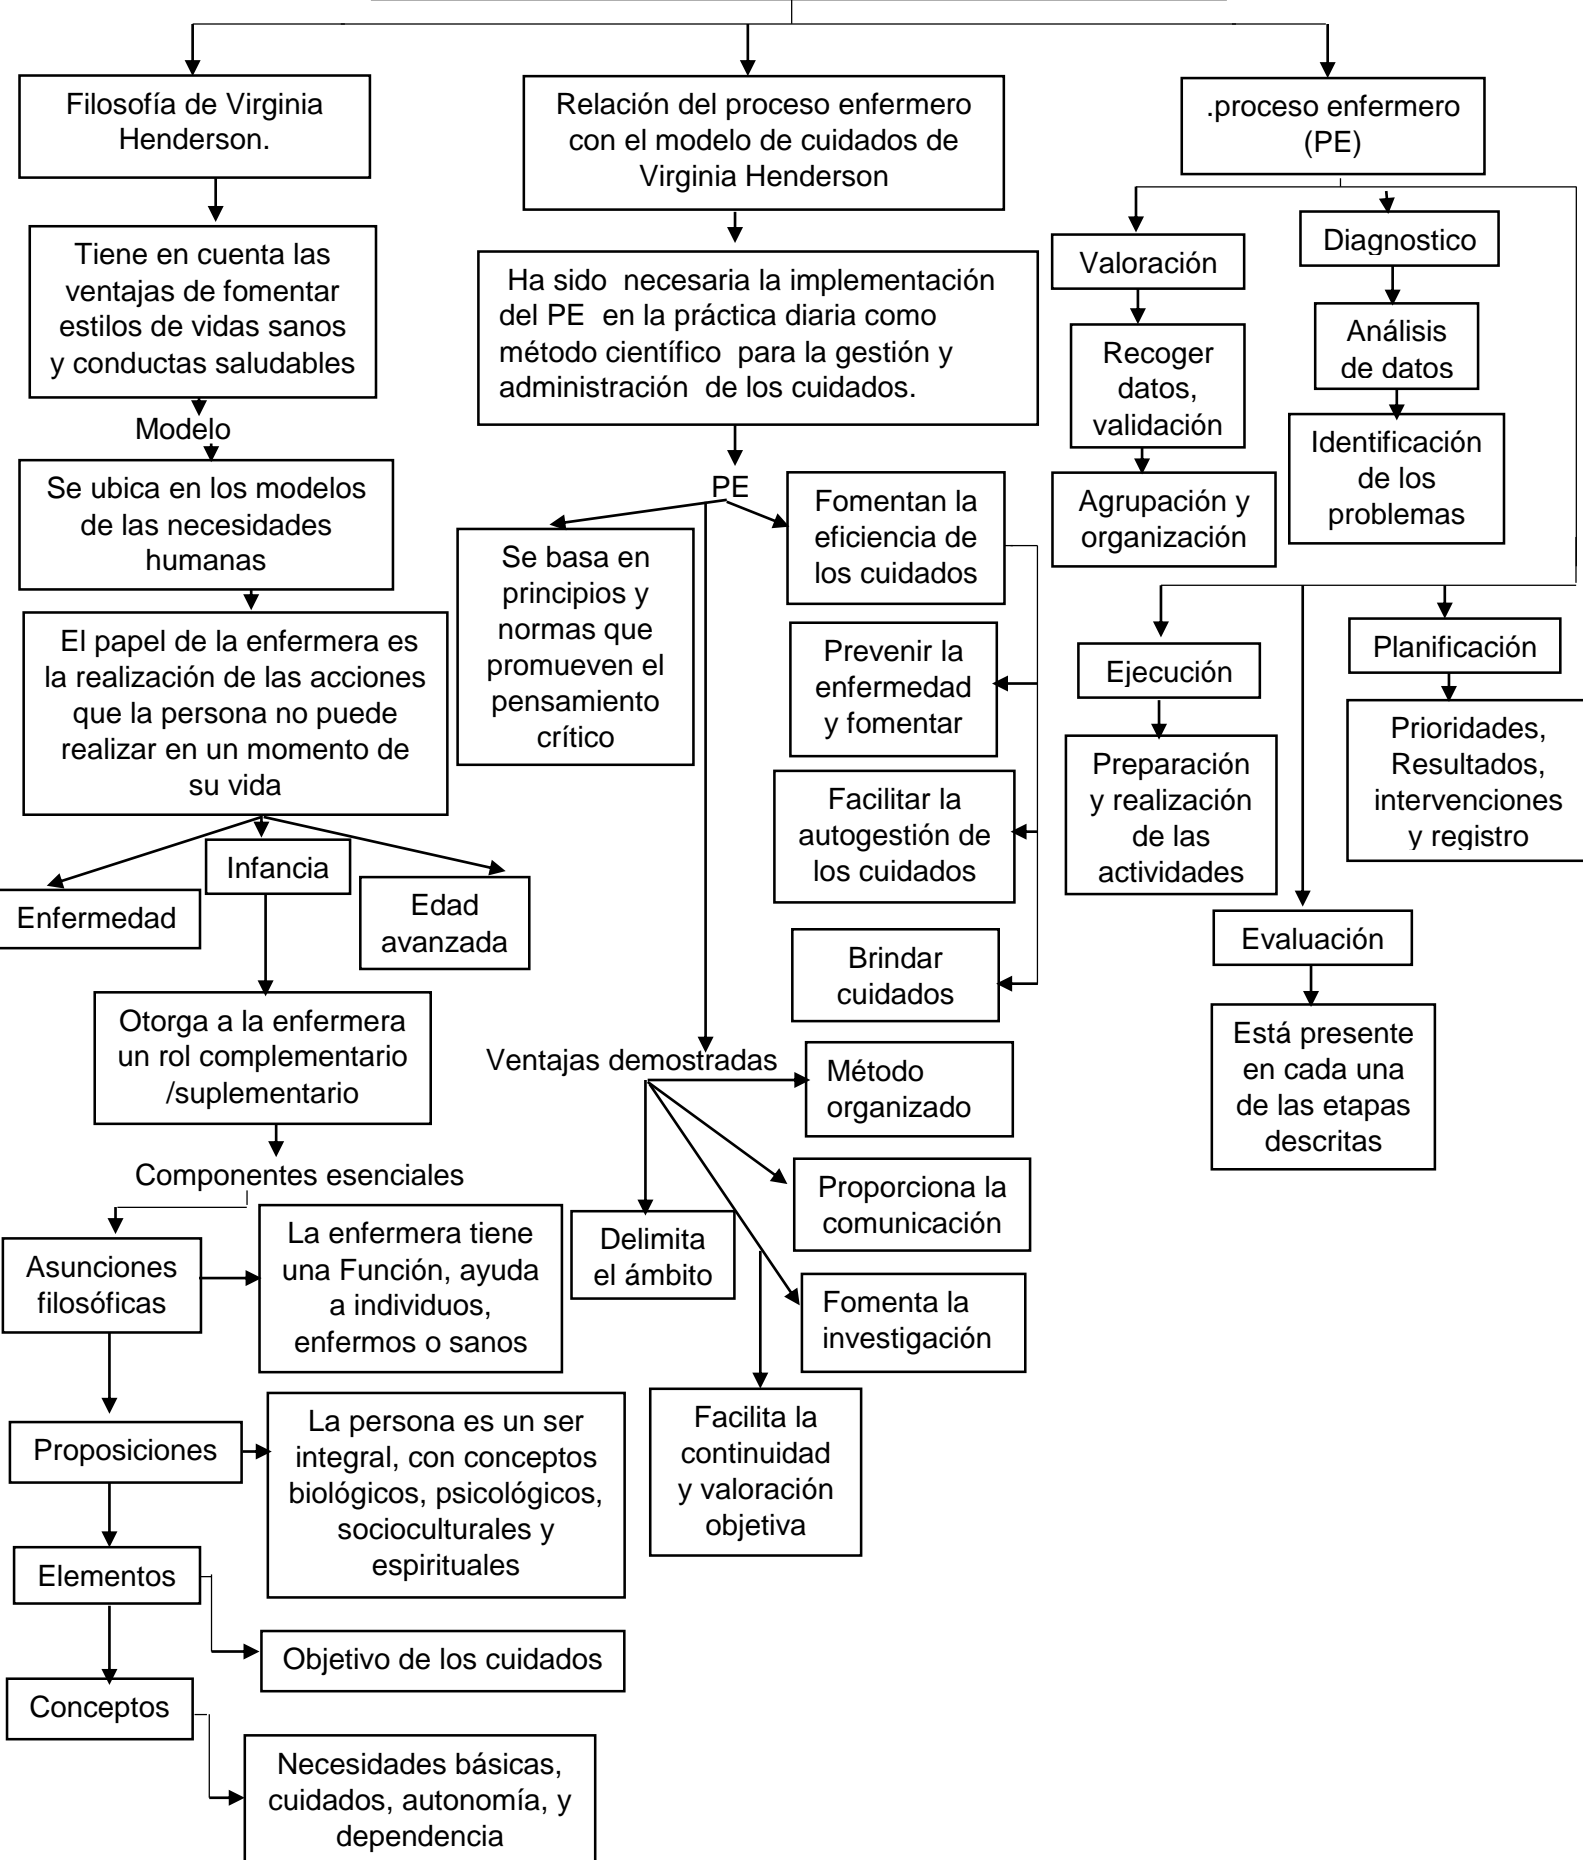 Filosofía de Virginia
Henderson.
Tiene en cuenta las
ventajas de fomentar
estilos de vidas sanos
y conductas saludables
Modelo
Se ubica en los modelos
de las necesidades
humanas
El papel de la enfermera es
la realización de las acciones
que la persona no puede
realizar en un momento de
su vida
Enfermedad
Infancia
Edad
avanzada
Otorga a la enfermera
un rol complementario
/suplementario
Componentes esenciales
Asunciones
filosóficas
La enfermera tiene
una Función, ayuda
a individuos,
enfermos o sanos
Proposiciones
La persona es un ser
integral, con conceptos
biológicos, psicológicos,
socioculturales y
espirituales
Elementos
Objetivo de los cuidados
Conceptos
Necesidades básicas,
cuidados, autonomía, y
dependencia
Relación del proceso enfermero
con el modelo de cuidados de
Virginia Henderson
Ha sido  necesaria la implementación
del PE  en la práctica diaria como
método científico  para la gestión y
administración  de los cuidados.
PE
Se basa en
principios y
normas que
promueven el
pensamiento
crítico
Fomentan la
eficiencia de
los cuidados
Prevenir la
enfermedad
y fomentar
Facilitar la
autogestión de
los cuidados
Brindar
cuidados
Ventajas demostradas
Método
organizado
Proporciona la
comunicación
Delimita
el ámbito
Fomenta la
investigación
Facilita la
continuidad
y valoración
objetiva
.proceso enfermero
(PE)
Valoración
Recoger
datos,
validación
Agrupación y
organización
Diagnostico
Análisis
de datos
Identificación
de los
problemas
Ejecución
Preparación
y realización
de las
actividades
Planificación
Prioridades,
Resultados,
intervenciones
y registro
Evaluación
Está presente
en cada una
de las etapas
descritas